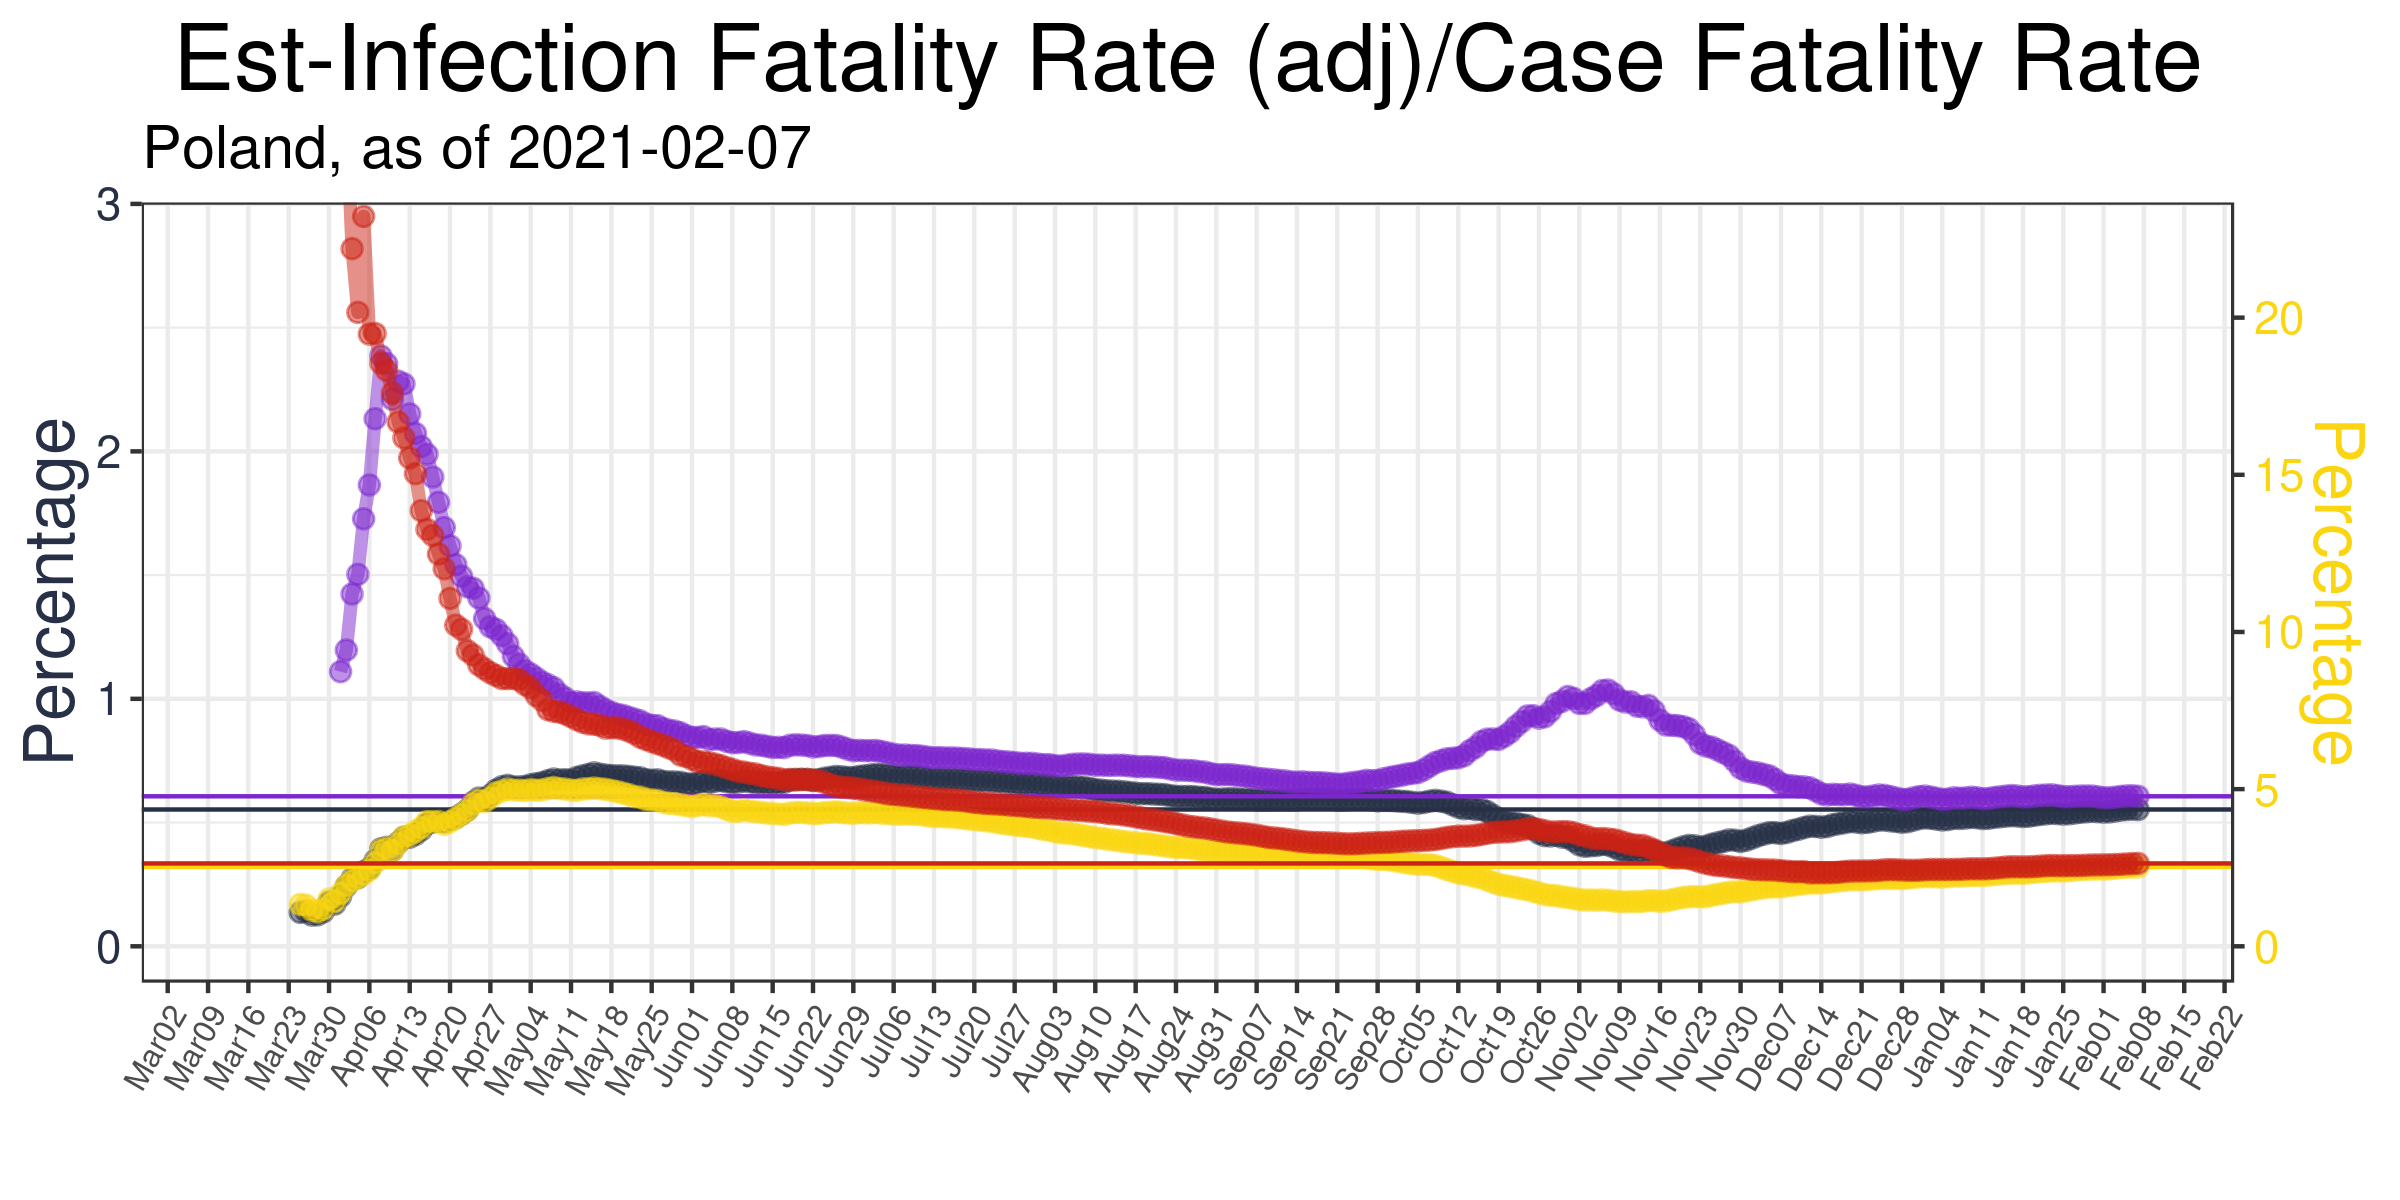 Est-Infection Fatality Rate (adj)/Case Fatality Rate
Poland, as of 2021-02-07
Percentage
3
2
1
0
20
15
10
5
0
Percentage
Mar02
Mar09
Mar16
Mar23
Mar30
Apr06
Apr13
Apr20
Apr27
May04
May11
May18
May25
Jun01
Jun08
Jun15
Jun22
Jun29
Jul06
Jul13
Jul20
Jul27
Aug03
Aug10
Aug17
Aug24
Aug31
Sep07
Sep14
Sep21
Sep28
Oct05
Oct12
Oct19
Oct26
Nov02
Nov09
Nov16
Nov23
Nov30
Dec07
Dec14
Dec21
Dec28
Jan04
Jan11
Jan18
Jan25
Feb01
Feb08
Feb15
Feb22